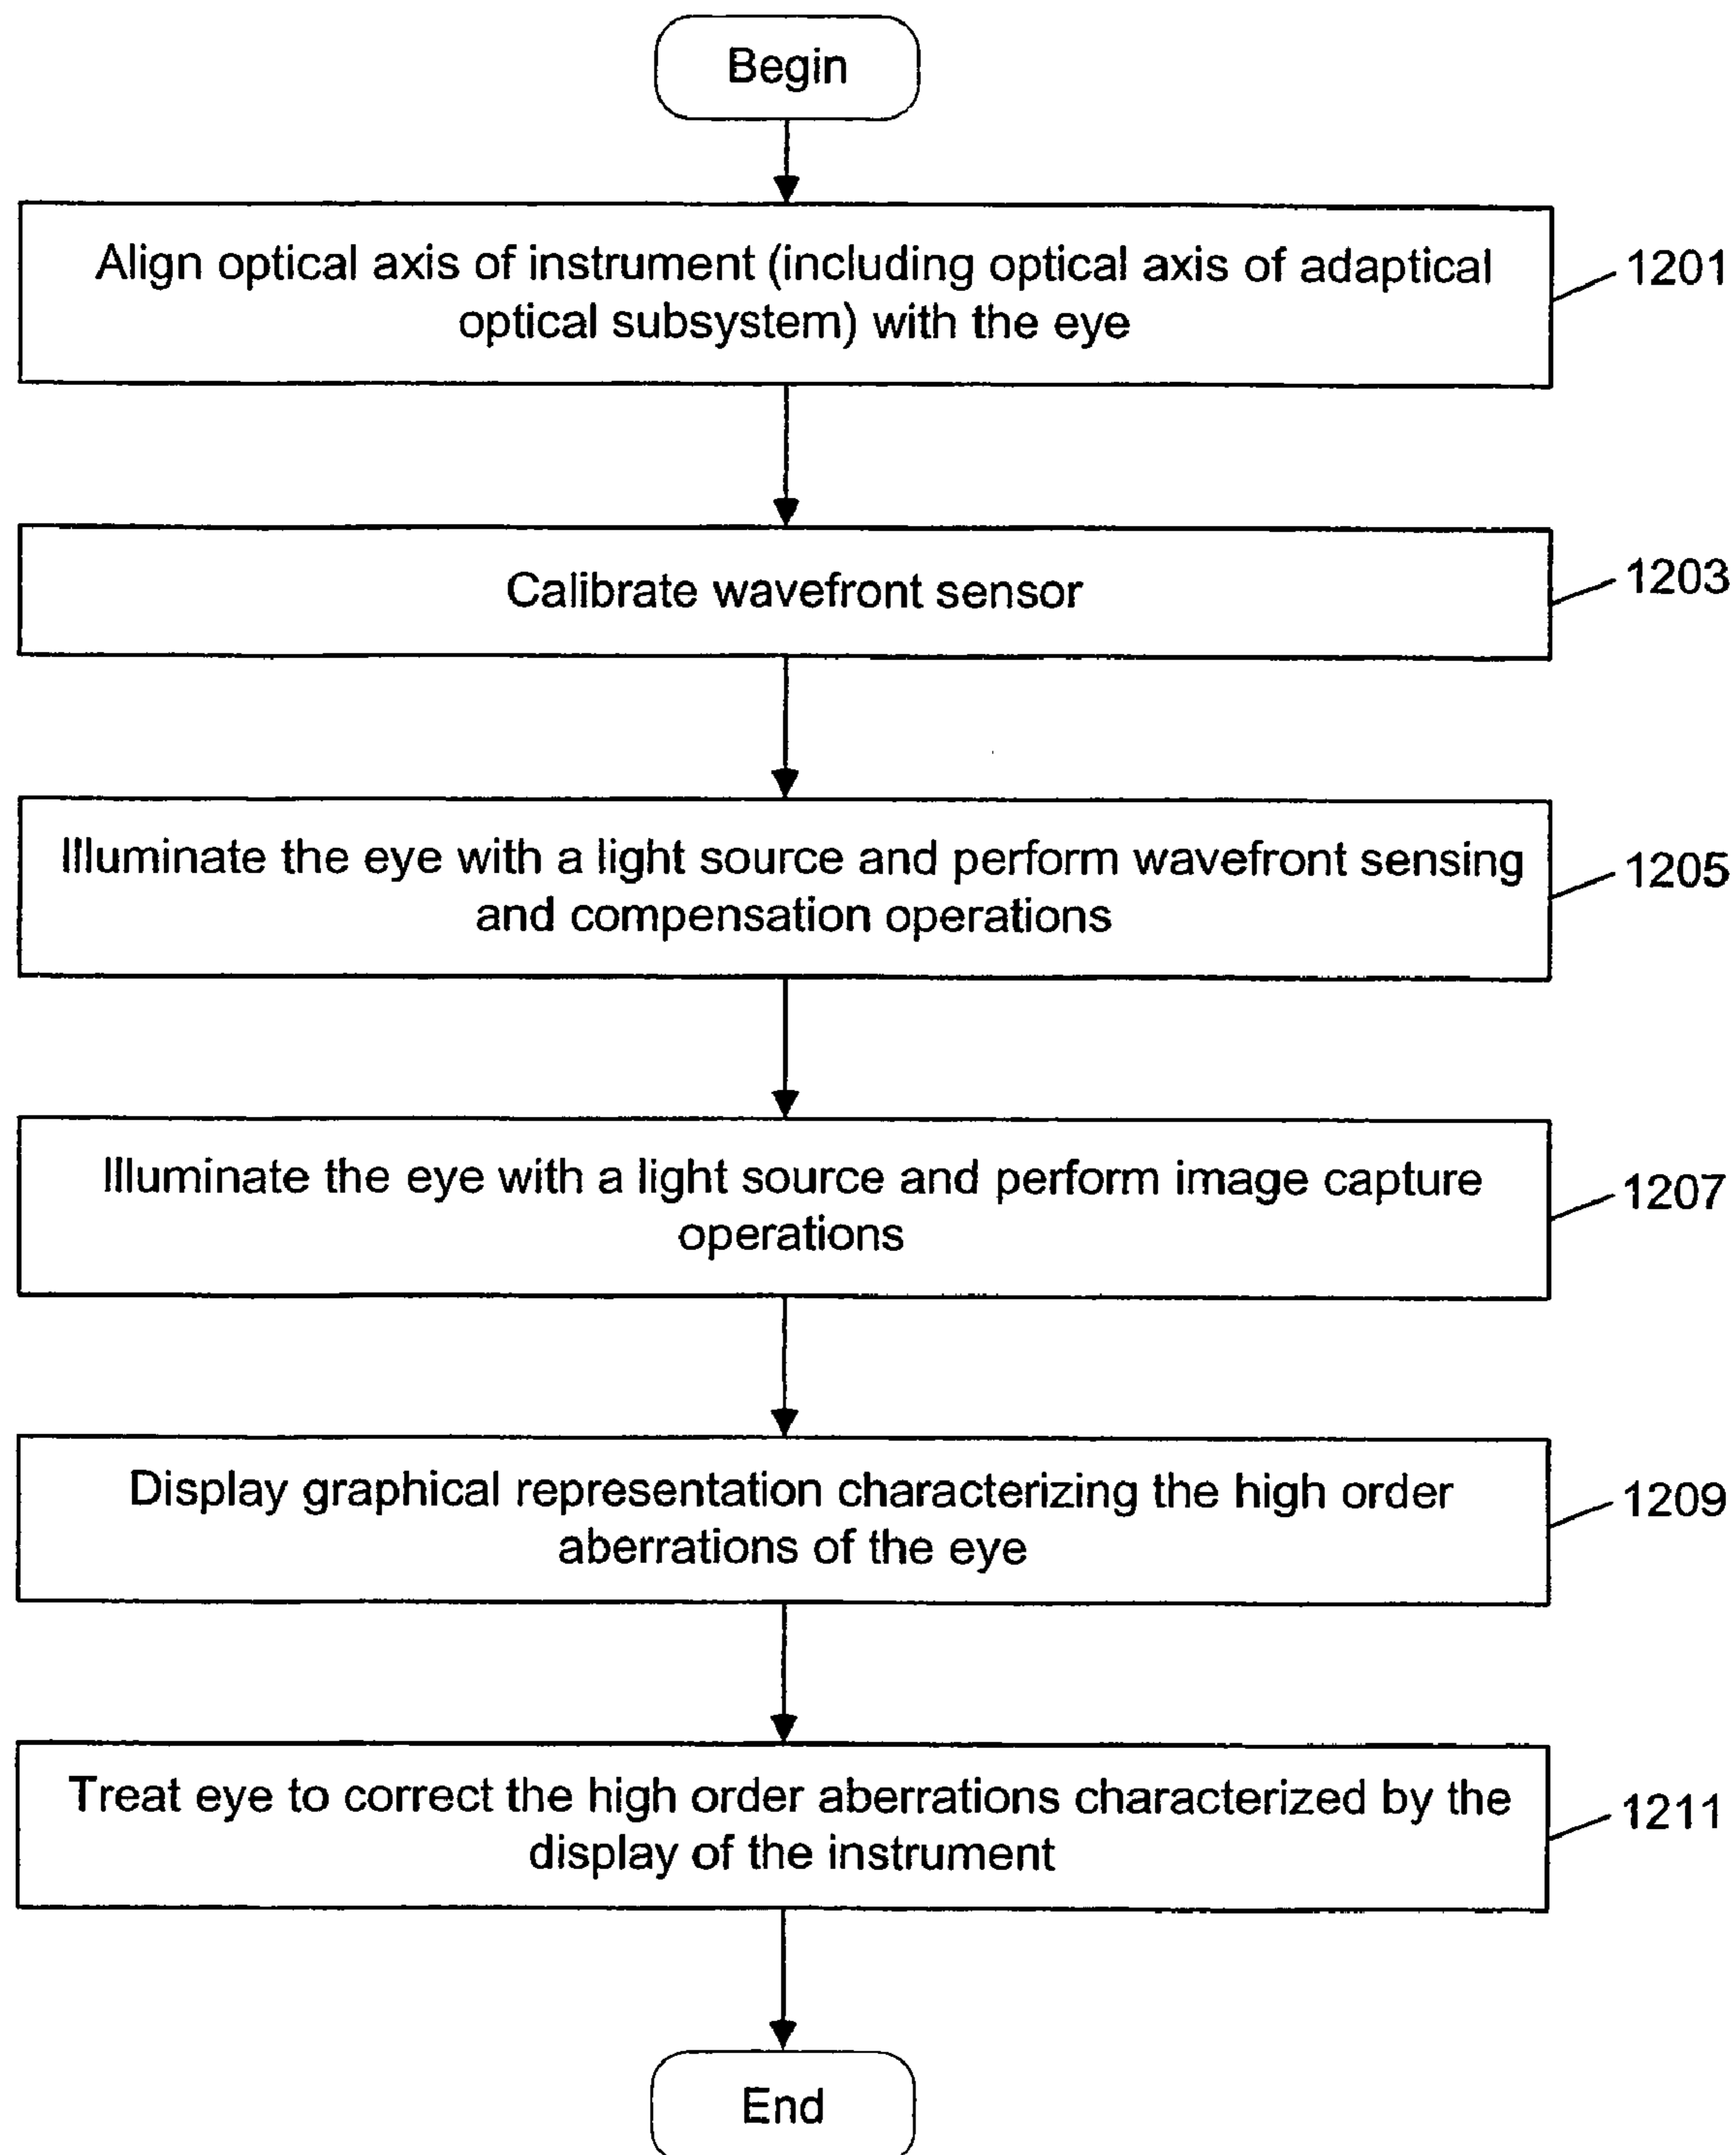 Begin
Align optical axis of instrument (including optical axis of adaptical
optical subsystem) with the eye
1201
Calibrate wavefront sensor
1203
Illuminate the eye with a light source and perform wavefront sensing
and compensation operations
1205
Illuminate the eye with a light source and perform image capture
operations
1207
Display graphical representation characterizing the high order
aberrations of the eye
1209
Treat eye to correct the high order aberrations characterized by the
display of the instrument
1211
End